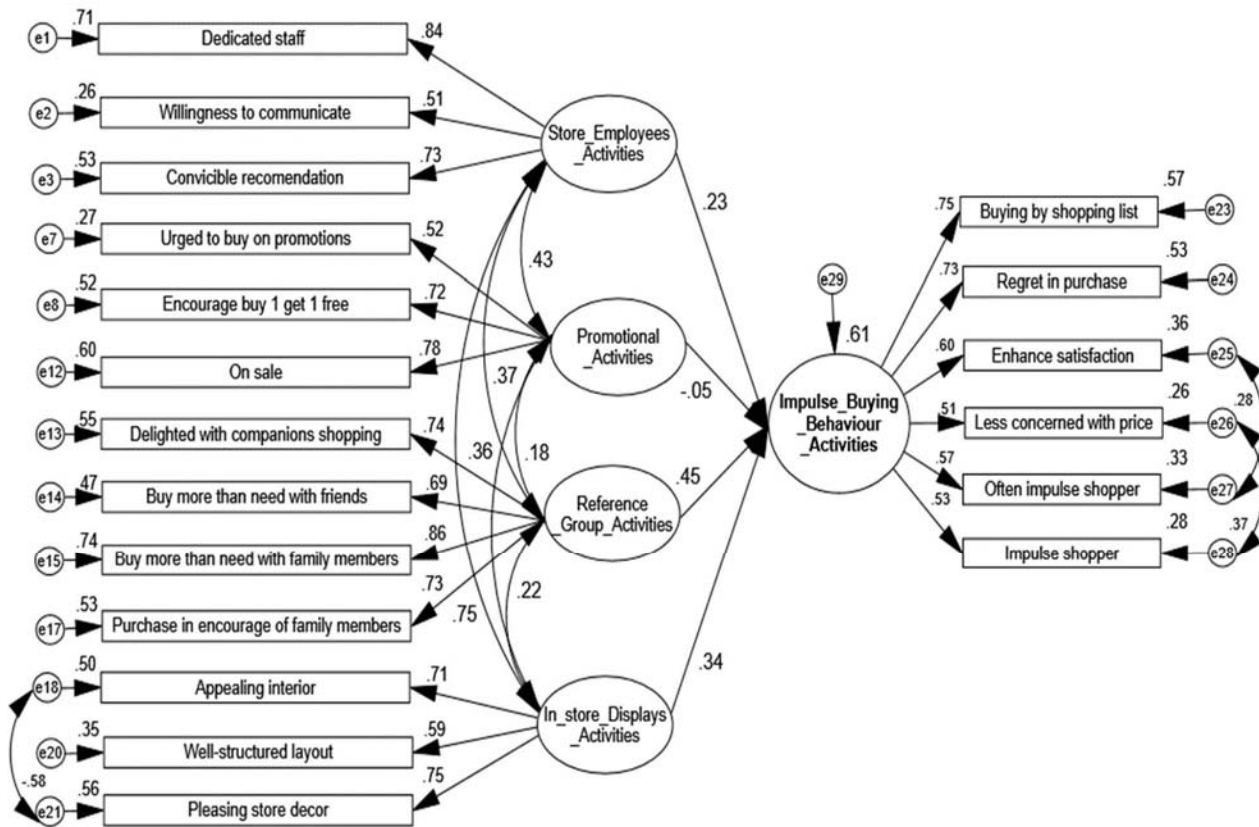 .71
e1
Dedicated staff
.84
.26
e2
Willingness to communicate
.51
.53
e3
Convicible recomendation
.73
.27
e7
Urged to buy on promotions
.52
.52
e8
Encourage buy 1 get 1 free
.72
.60
e12
On sale
.78
.55
e13
Delighted with companions shopping
.74
.47
e14
Buy more than need with friends
.69
.74
e15
Buy more than need with family members
.86
.53
e17
Purchase in encourage of family members
.73
.50
e18
Appealing interior
.71
.35
e20
Well-structured layout
.59
-.58
.56
e21
Pleasing store decor
.75
Store_Employees
_Activities
Promotional
_Activities
Reference
_Group_Activities
In_store_Displays
_Activities
.43
.37
.36
.18
.22
.75
.23
-.05
.45
.34
e29
.61
Impulse_Buying
_Behaviour
_Activities
.75
Buying by shopping list
.57
e23
.73
Regret in purchase
.53
e24
.60
Enhance satisfaction
.36
e25
.51
Less concerned with price
.26
e26
.28
.57
Often impulse shopper
.33
e27
.53
Impulse shopper
.28
e28
.37